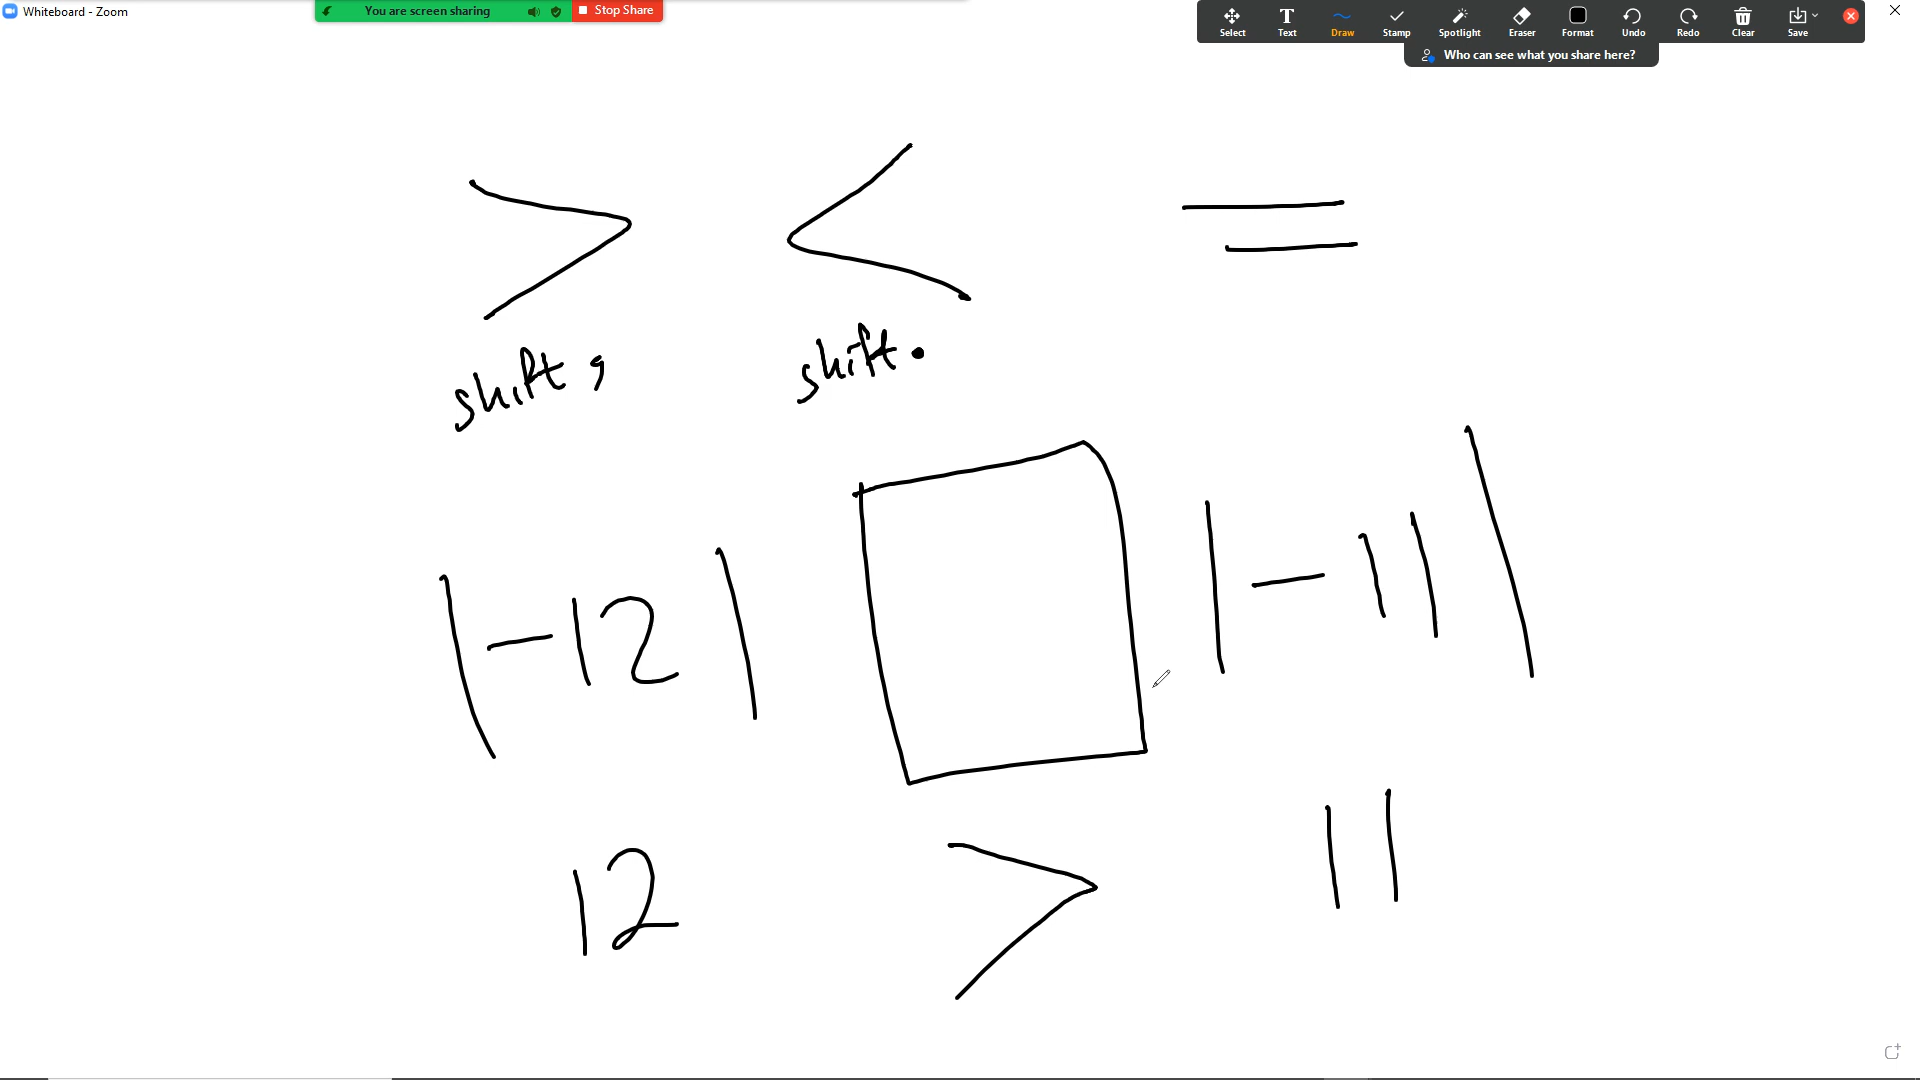 Whiteboard - Zoom
You are screen sharing
Stop Share
Select Text Draw Stamp Spotlight Eraser Format Undo Redo Clear Save
Who can see what you share here?
> < =
shift , shift .
|-12| |-11|
12 > 11